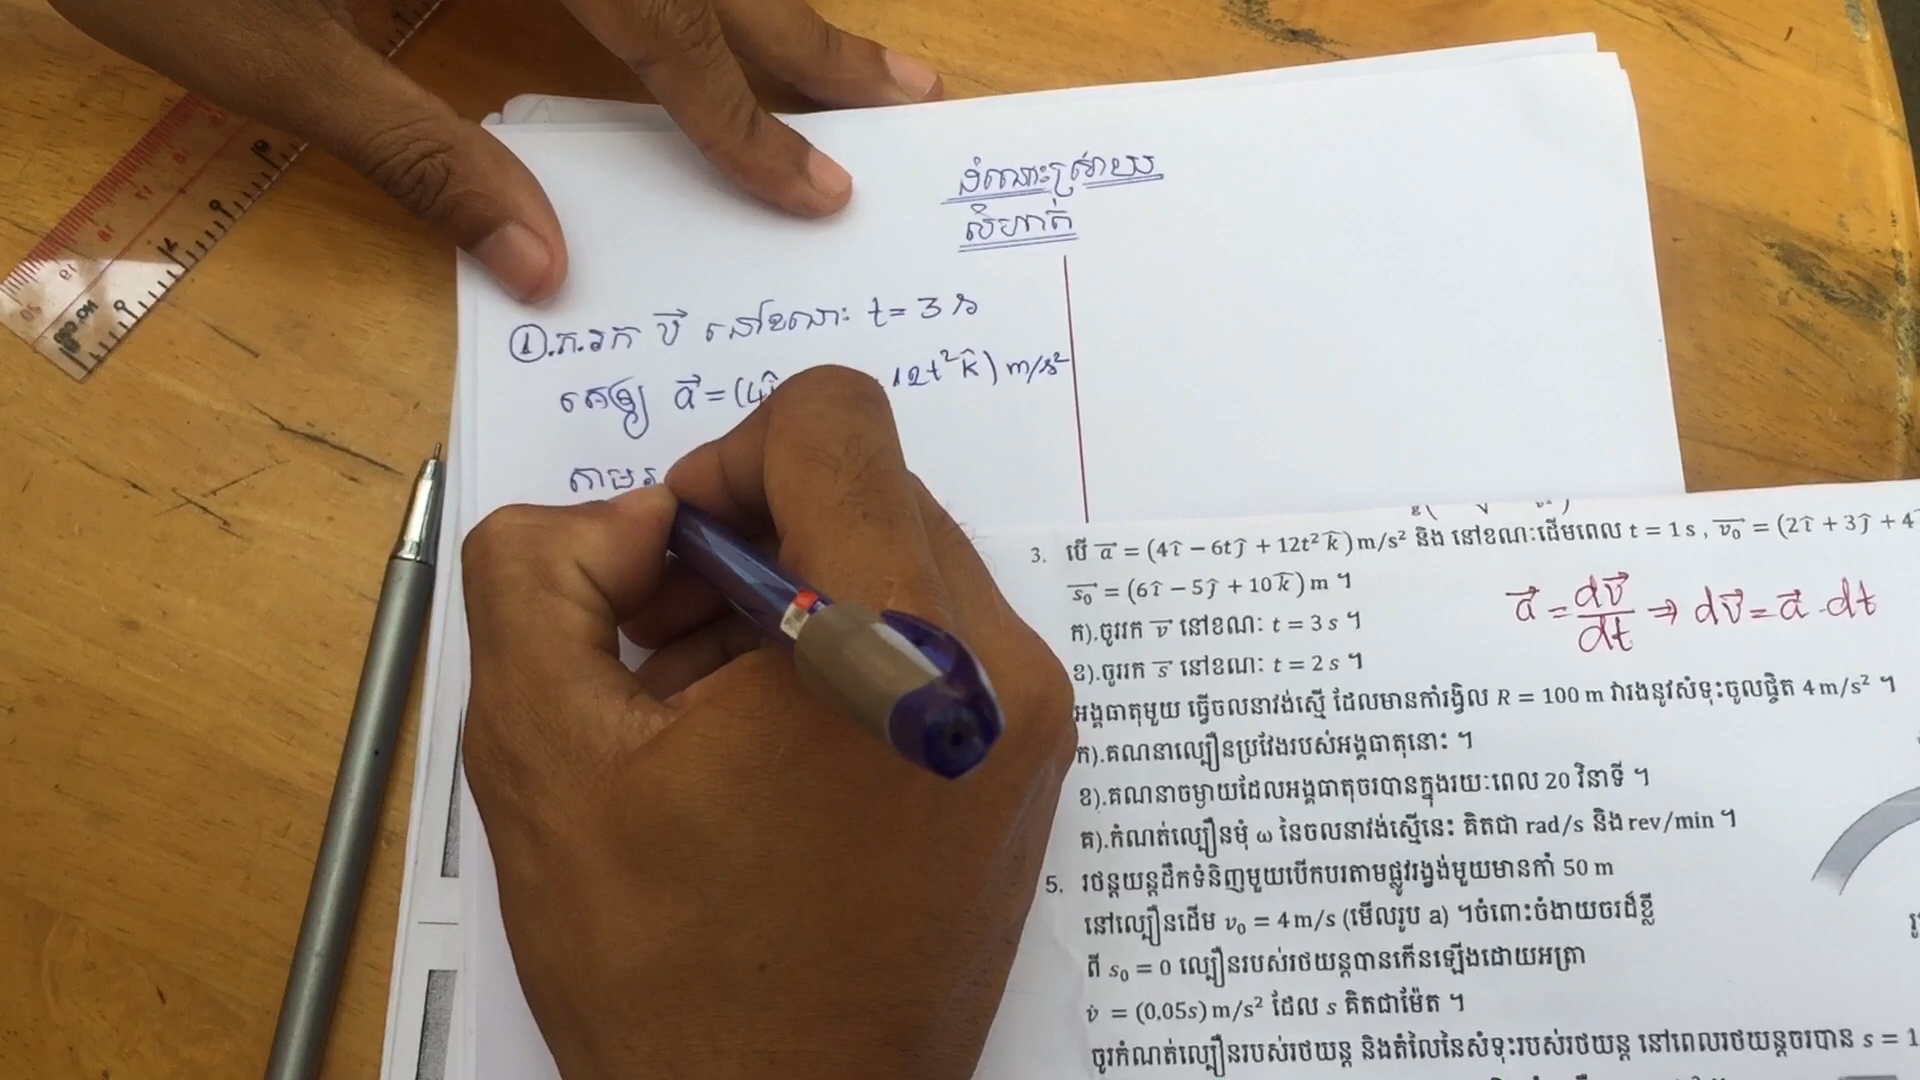 ដំណោះស្រាយ
លំហាត់
①.ក.រក v⃗ នៅខណៈ t = 3 s
គេឲ្យ a⃗ = (4î 12t² k̂) m/s²
តាមរ
3. បើ a⃗ = (4î − 6tĵ + 12t² k̂) m/s² និង នៅខណៈដើមពេល t = 1 s , v₀⃗ = (2î + 3ĵ + 4
s₀⃗ = (6î − 5ĵ + 10k̂) m ។
ក).ចូររក v⃗ នៅខណៈ t = 3 s ។
a⃗ = dv⃗/dt ⇒ dv⃗ = a⃗ · dt
ខ).ចូររក s⃗ នៅខណៈ t = 2 s ។
អង្គធាតុមួយ ធ្វើចលនាវង់ស្មើ ដែលមានកាំរង្វិល R = 100 m វារងនូវសំទុះចូលផ្ចិត 4 m/s² ។
ក).គណនាល្បឿនប្រវែងរបស់អង្គធាតុនោះ ។
ខ).គណនាចម្ងាយដែលអង្គធាតុចរបានក្នុងរយៈពេល 20 វិនាទី ។
គ).កំណត់ល្បឿនមុំ ω នៃចលនាវង់ស្មើនេះ គិតជា rad/s និង rev/min ។
5. រថន្តយន្តដឹកទំនិញមួយបើកបរតាមផ្លូវរង្វង់មួយមានកាំ 50 m
នៅល្បឿនដើម v₀ = 4 m/s (មើលរូប a) ។ចំពោះចំងាយចរដ៏ខ្លី
ពី s₀ = 0 ល្បឿនរបស់រថយន្តបានកើនឡើងដោយអត្រា
v̇ = (0,05s) m/s² ដែល s គិតជាម៉ែត ។
ចូរកំណត់ល្បឿនរបស់រថយន្ត និងតំលៃនៃសំទុះរបស់រថយន្ត នៅពេលរថយន្តចរបាន s = 1